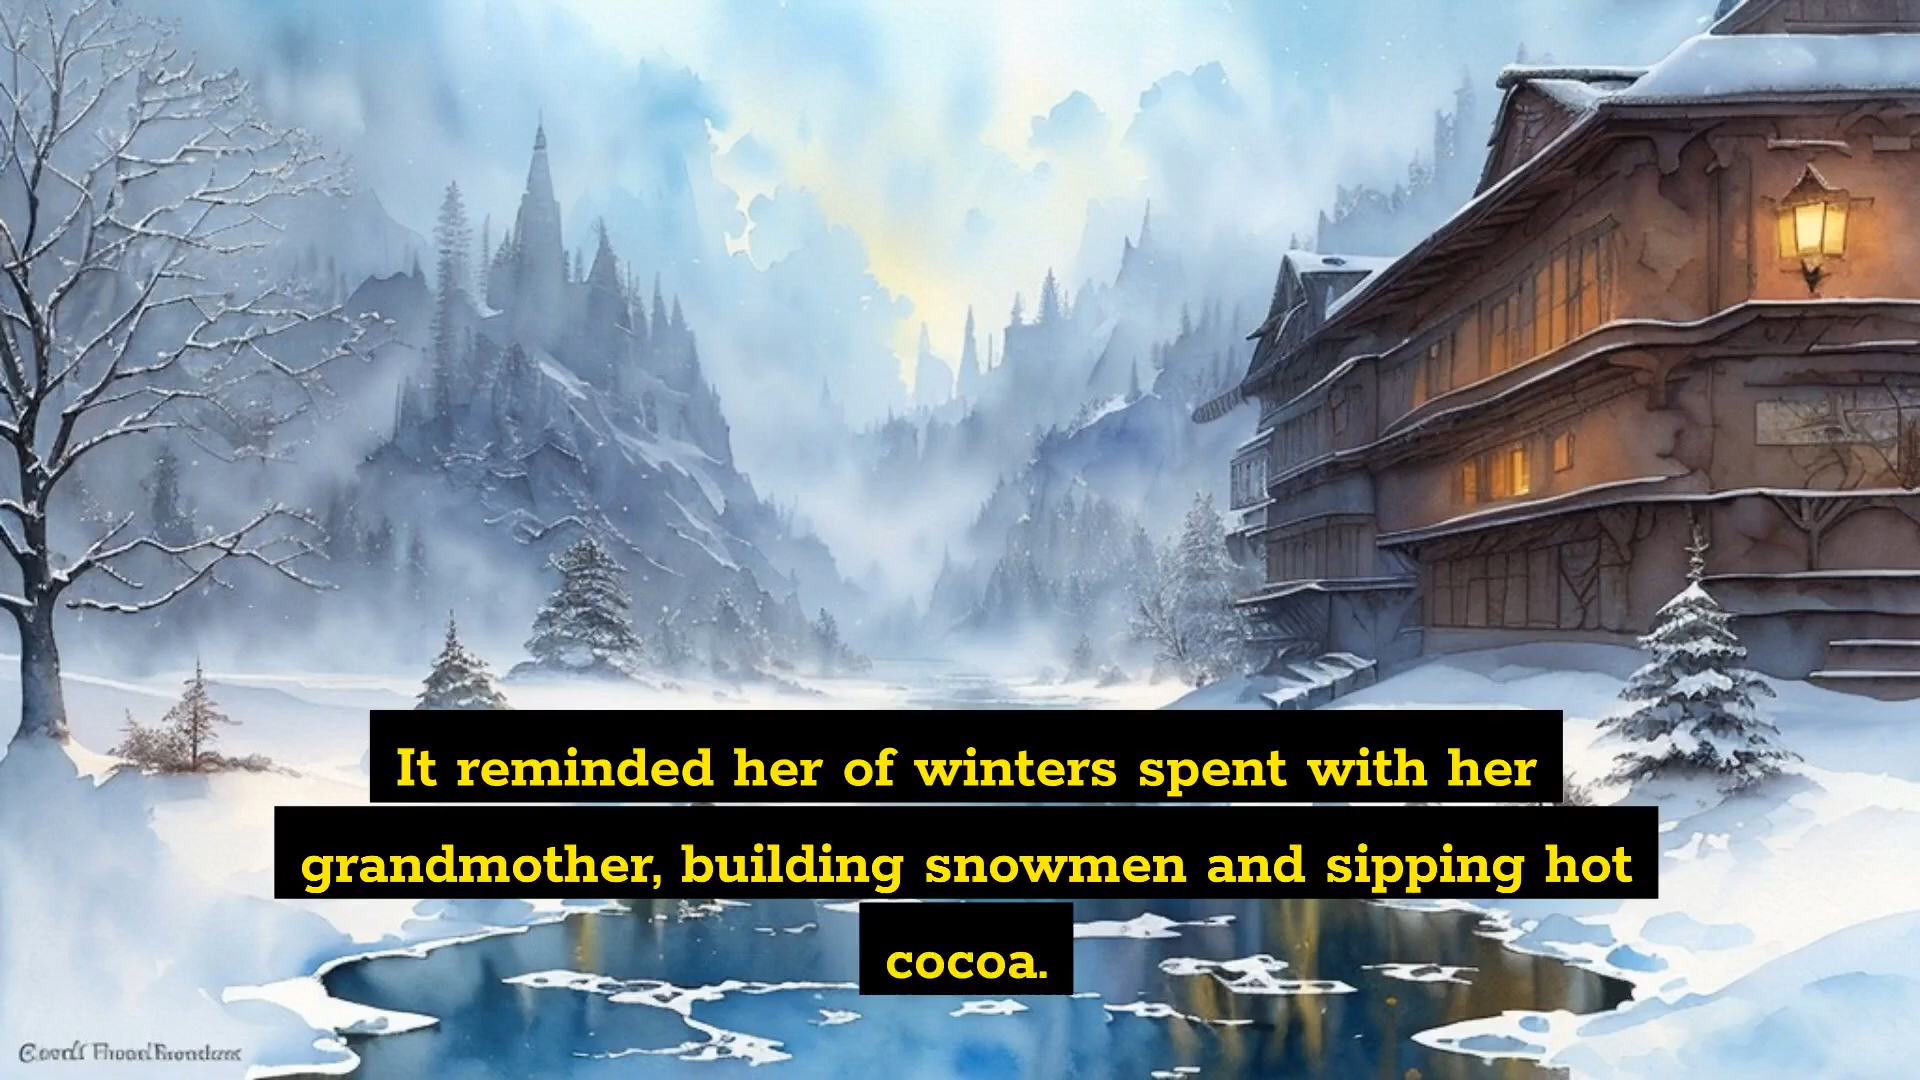 It reminded her of winters spent with her
grandmother, building snowmen and sipping hot
cocoa.